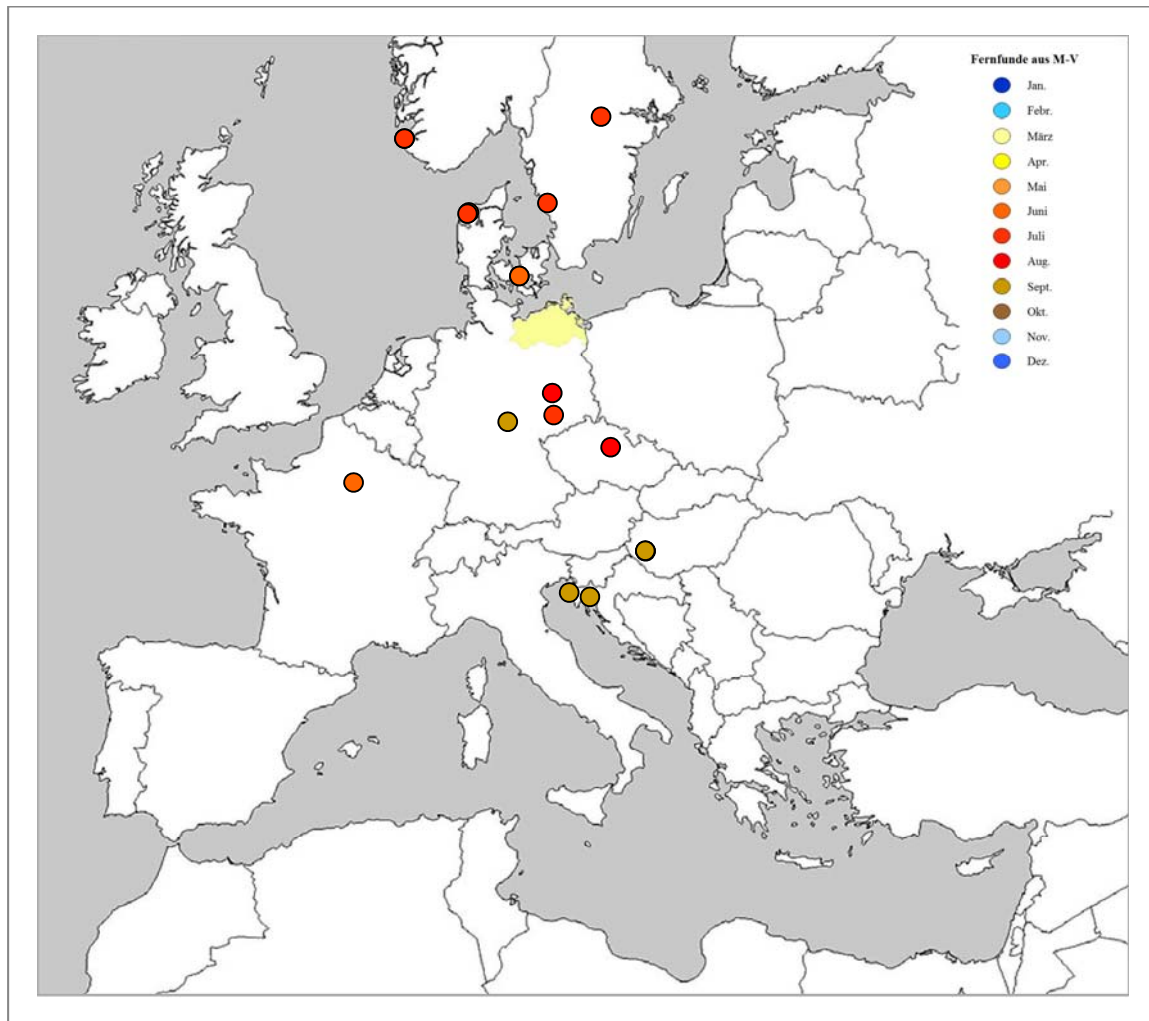 Fernfunde aus M-V
Jan.
Febr.
März
Apr.
Mai
Juni
Juli
Aug.
Sept.
Okt.
Nov.
Dez.